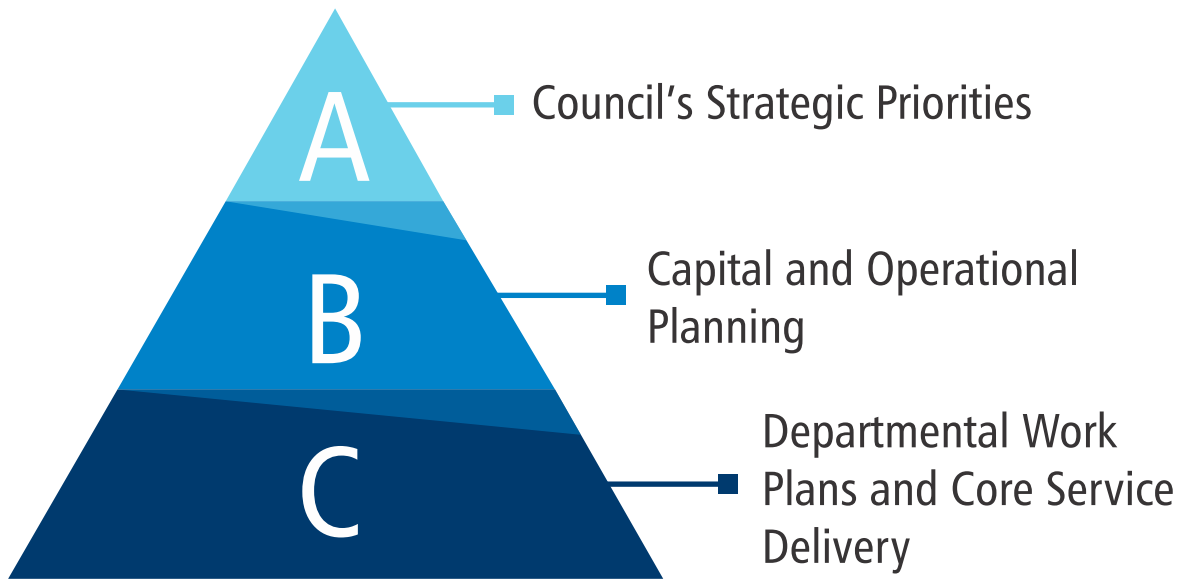 A
Council’s Strategic Priorities
B
Capital and Operational
Planning
C
Departmental Work
Plans and Core Service
Delivery